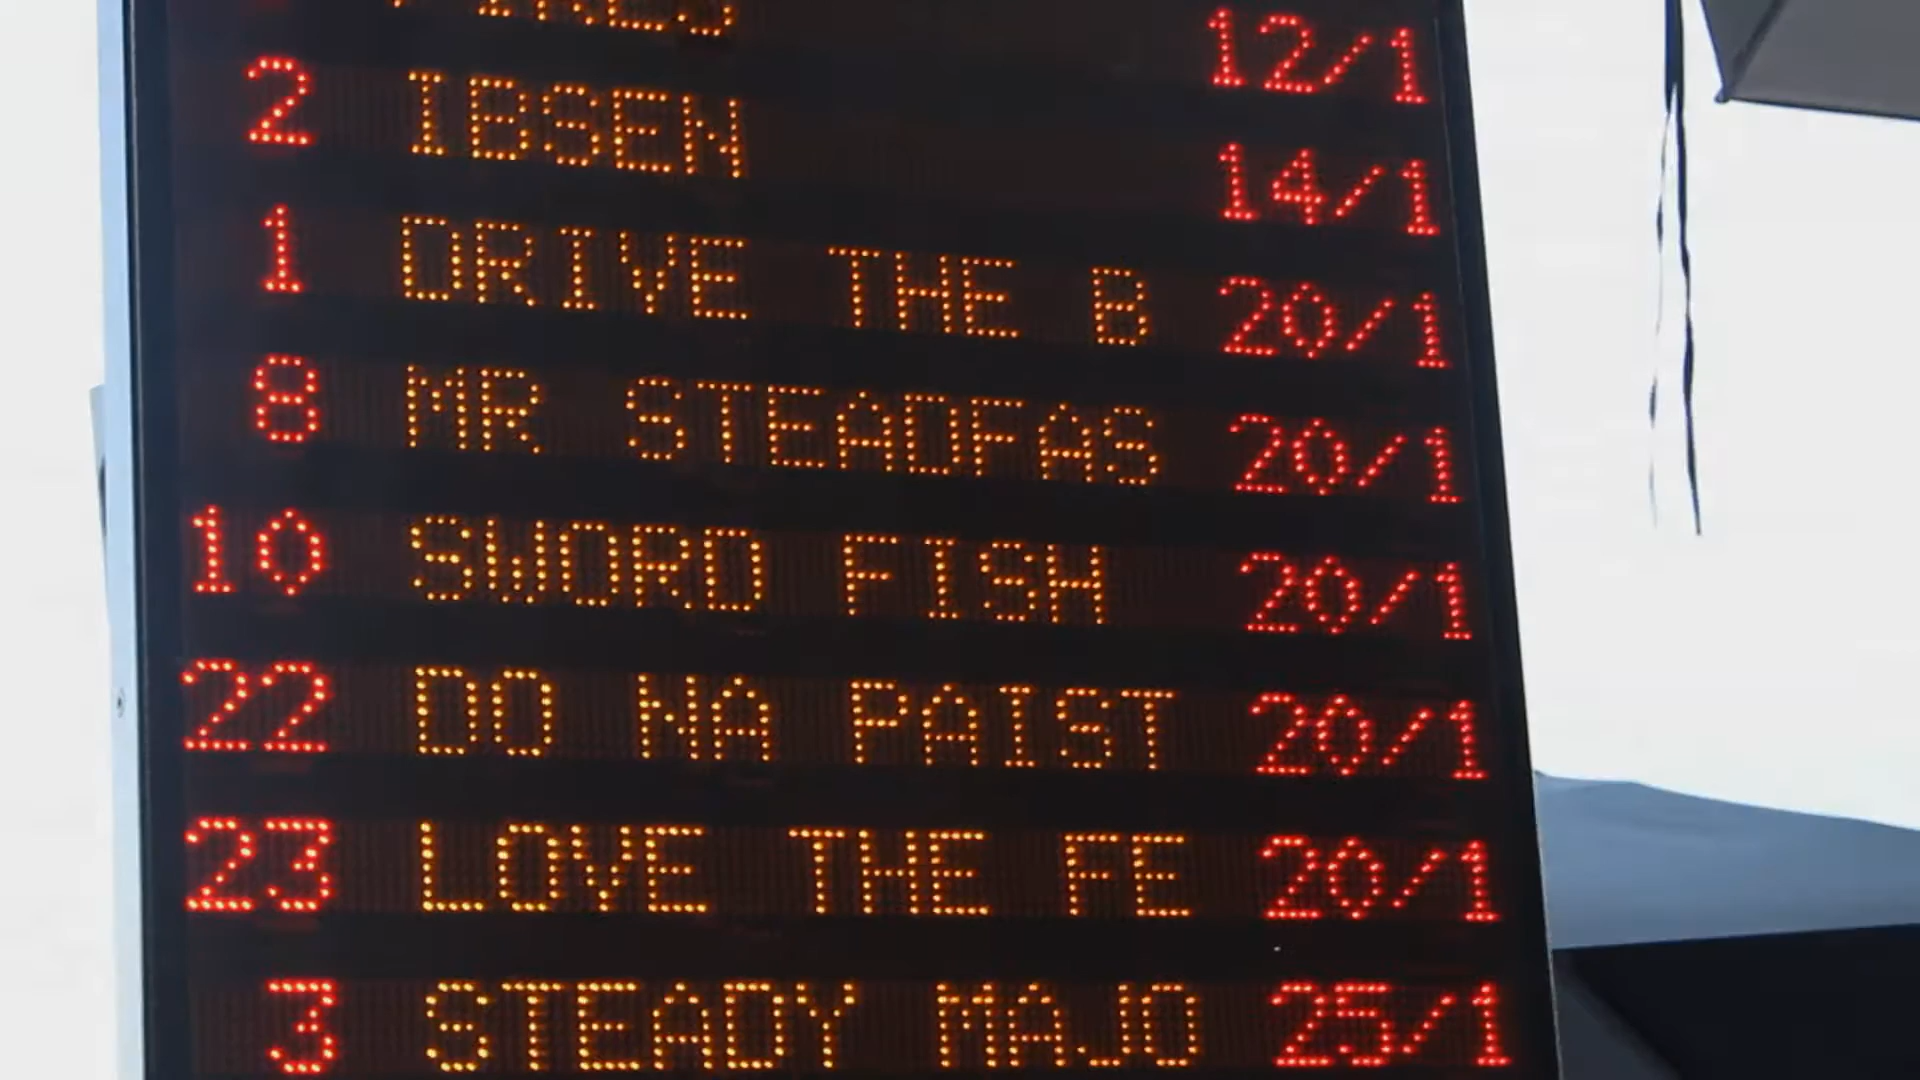 12/1
2 IBSEN 14/1
1 DRIVE THE B 20/1
8 MR STEADFAS 20/1
10 SWORD FISH 20/1
22 DO NA PAIST 20/1
23 LOVE THE FE 20/1
3 STEADY MAJO 25/1